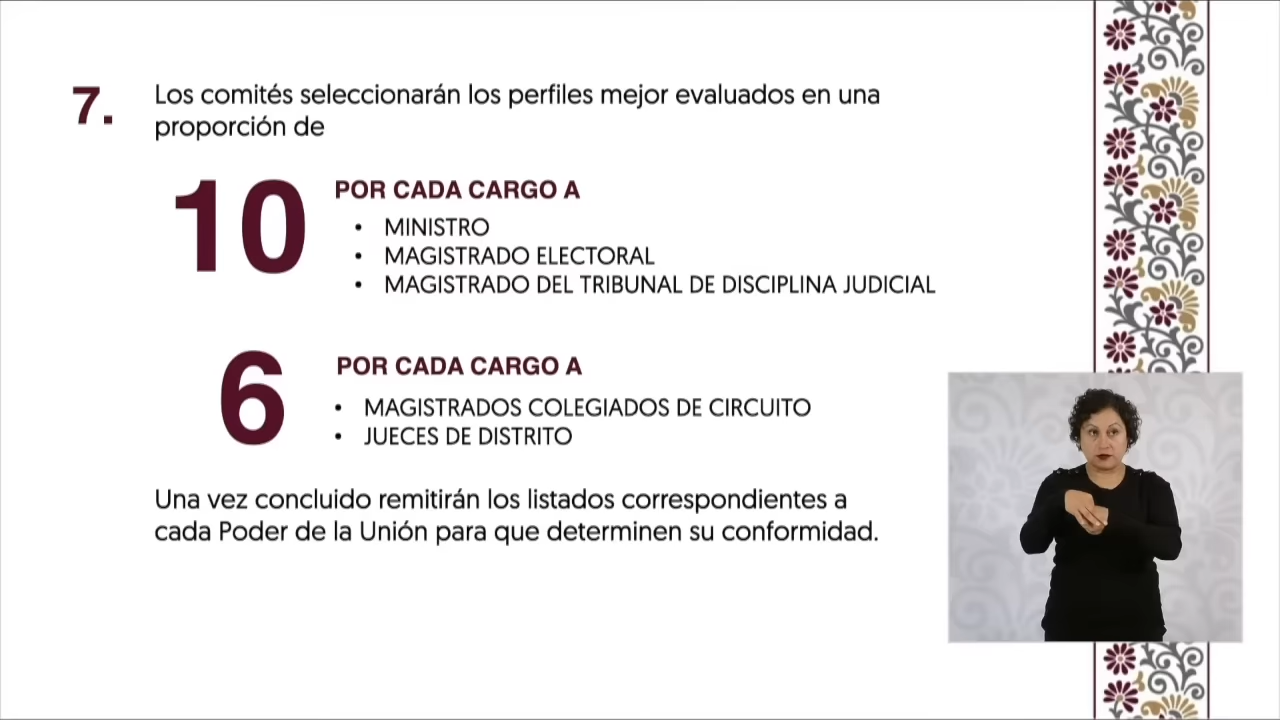 7.
Los comités seleccionarán los perfiles mejor evaluados en una
proporción de
10
POR CADA CARGO A
• MINISTRO
• MAGISTRADO ELECTORAL
• MAGISTRADO DEL TRIBUNAL DE DISCIPLINA JUDICIAL
6
POR CADA CARGO A
• MAGISTRADOS COLEGIADOS DE CIRCUITO
• JUECES DE DISTRITO
Una vez concluido remitirán los listados correspondientes a
cada Poder de la Unión para que determinen su conformidad.